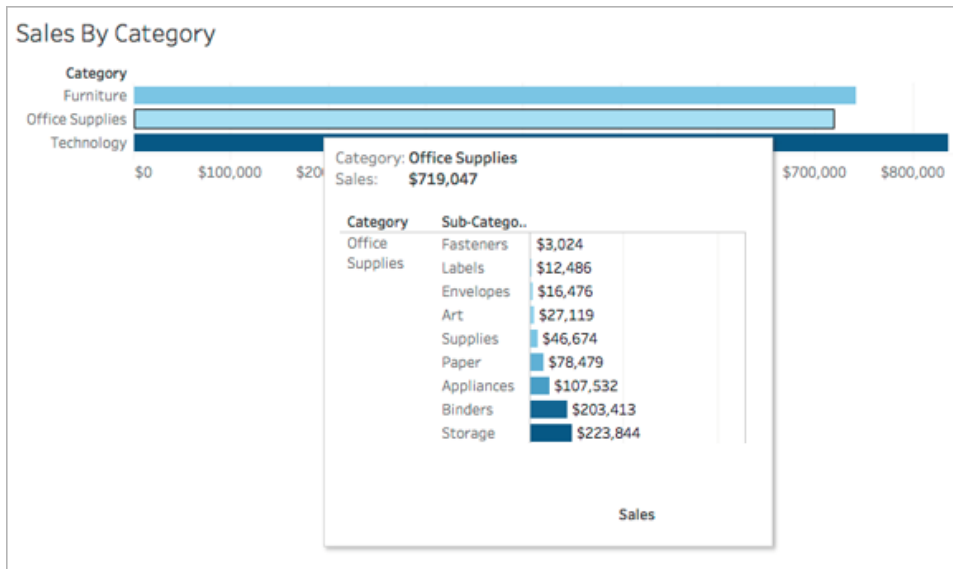 Sales By Category
Category
Furniture
Office Supplies
Technology
$0 $100,000 $20 $700,000 $800,000
Category: Office Supplies
Sales: $719,047
Category Sub-Catego..
Office Supplies Fasteners $3,024
Labels $12,486
Envelopes $16,476
Art $27,119
Supplies $46,674
Paper $78,479
Appliances $107,532
Binders $203,413
Storage $223,844
Sales